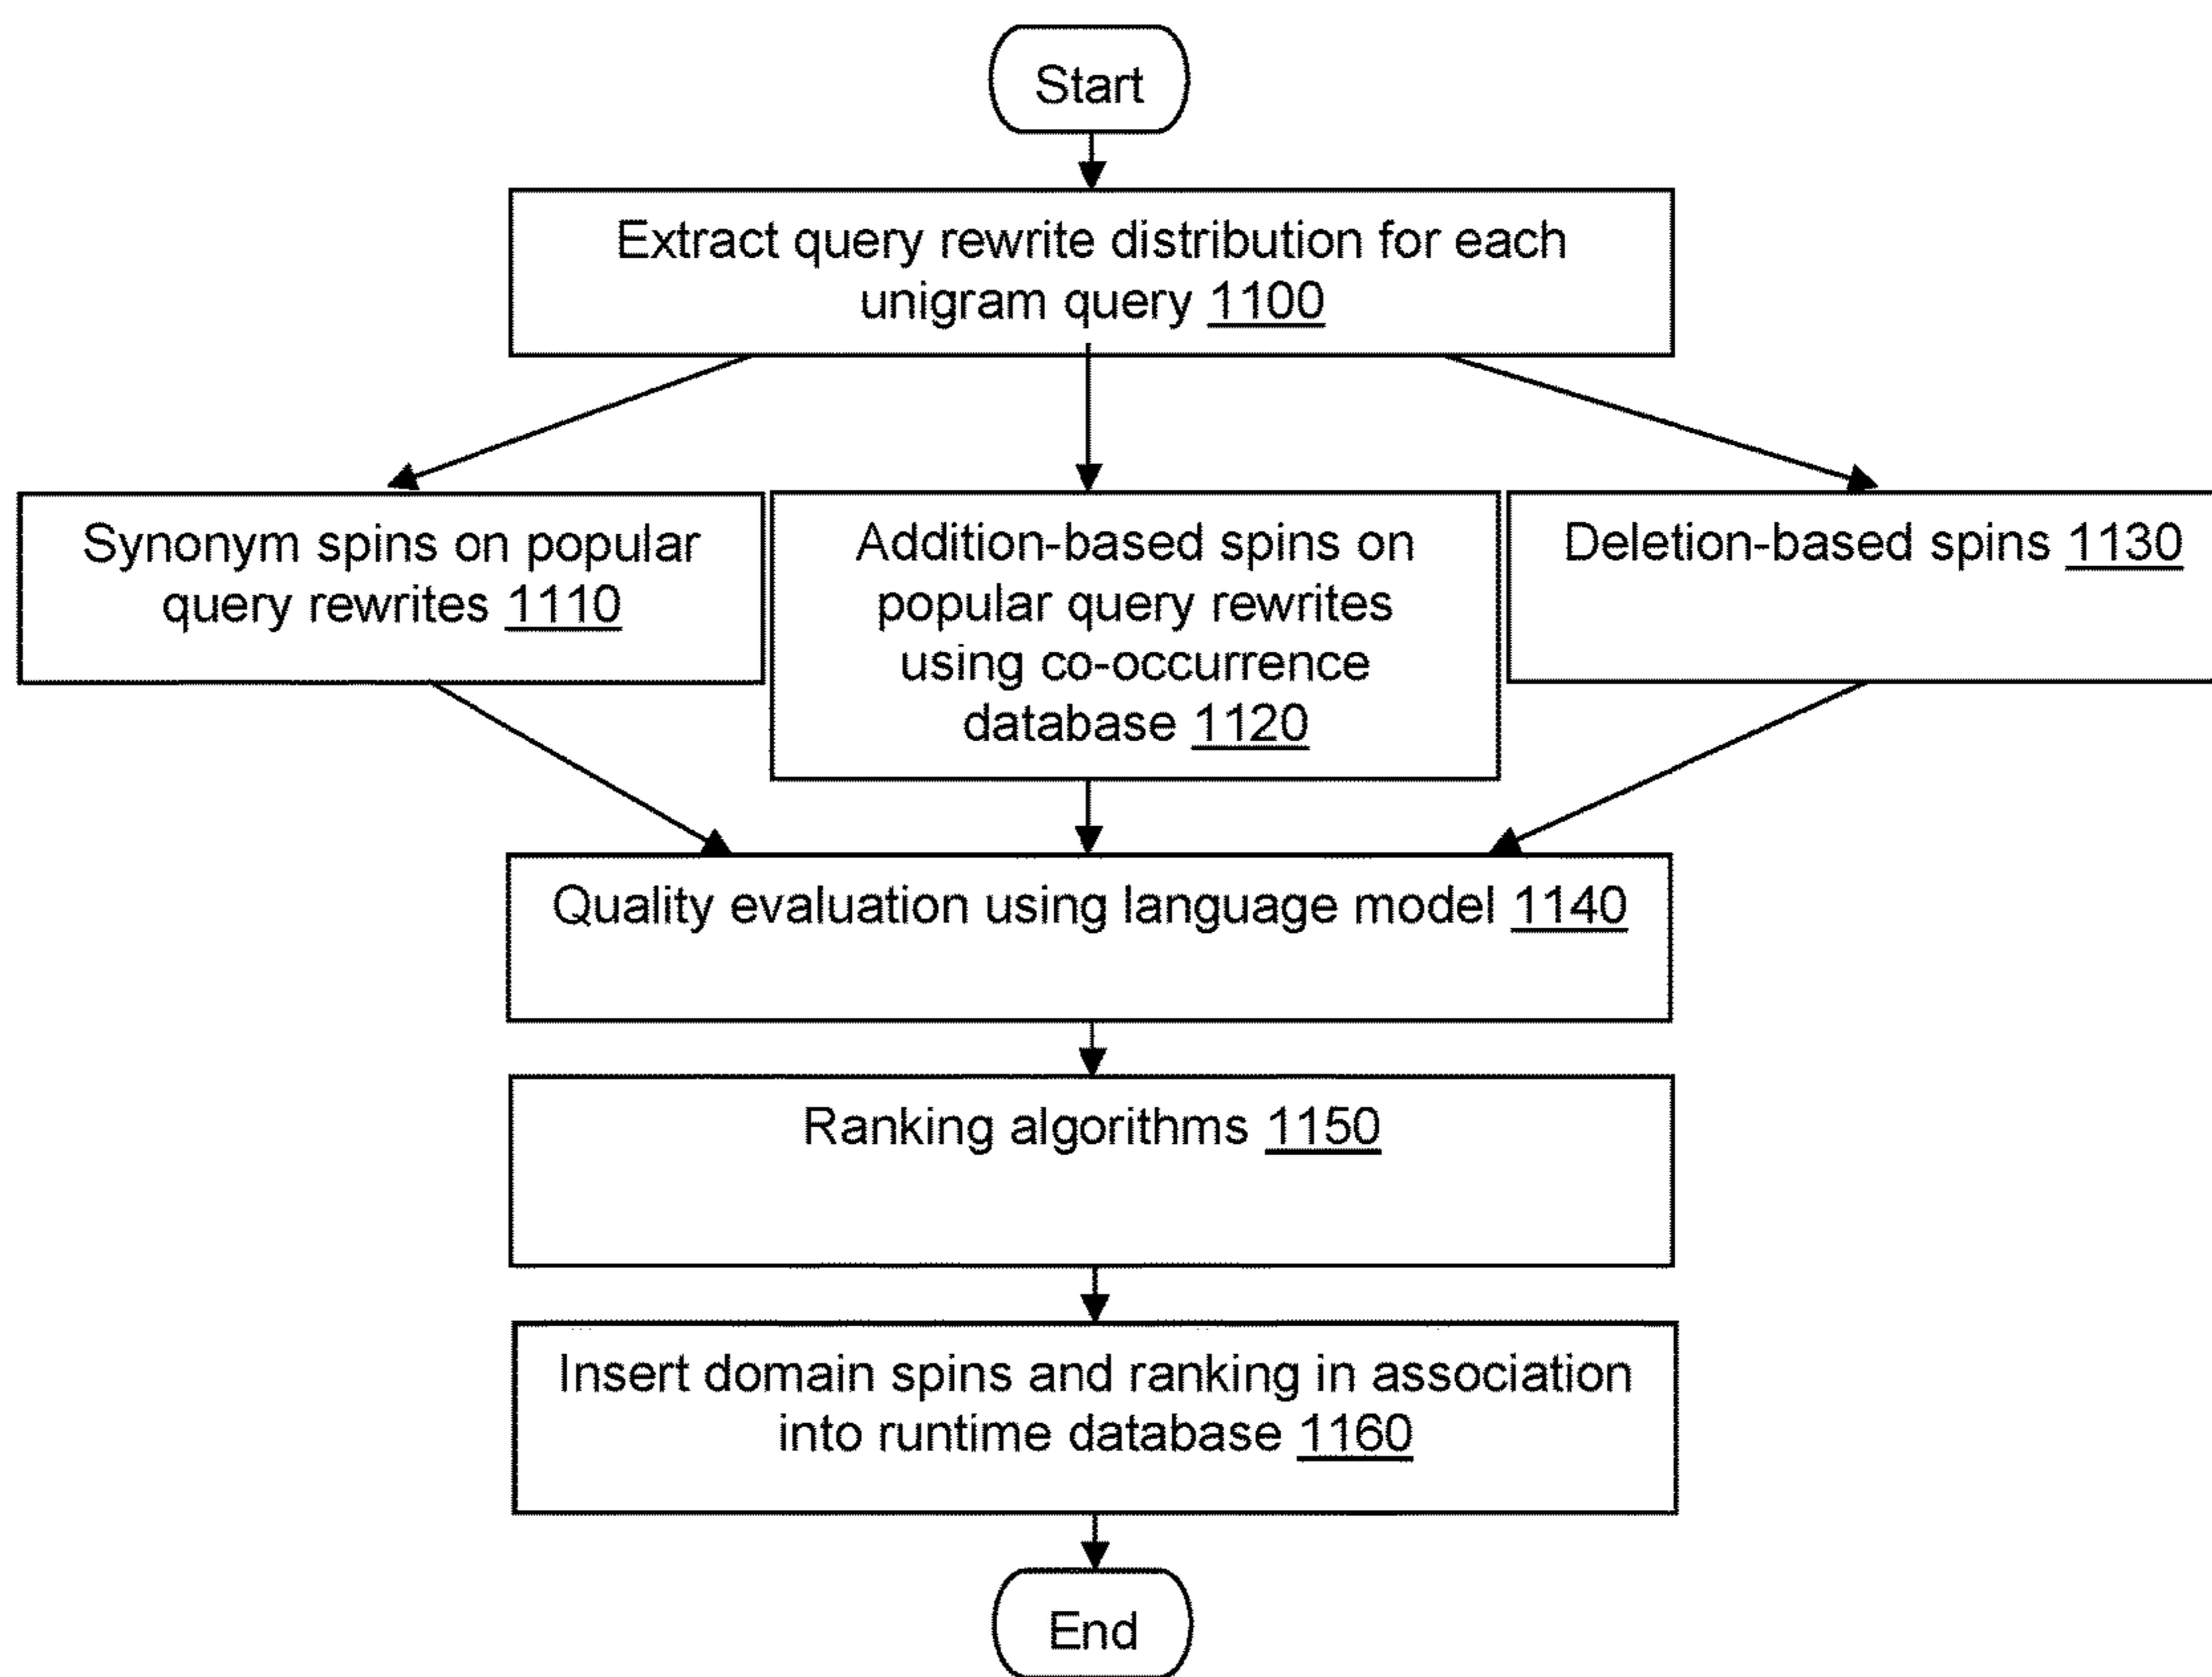 Start
Extract query rewrite distribution for each
unigram query 1100
Synonym spins on popular
query rewrites 1110
Addition-based spins on
popular query rewrites
using co-occurrence
database 1120
Deletion-based spins 1130
Quality evaluation using language model 1140
Ranking algorithms 1150
Insert domain spins and ranking in association
into runtime database 1160
End